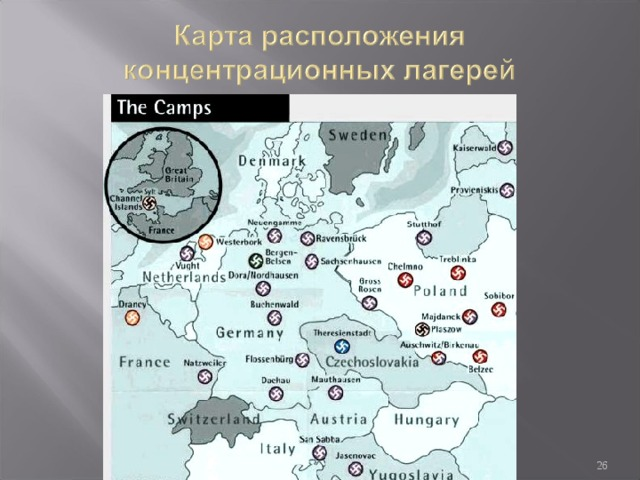 Карта расположения
концентрационных лагерей
The Camps
Sweden
Kaiserwald
Denmark
Great
Britain
Sylt
Channel
Islands
France
Pravieniskis
Neuengamme
Stutthof
Westerbork
Ravensbrück
Bergen-
Belsen
Vught
Sachsenhausen
Treblinka
Chelmno
Netherlands
Dora/Nordhausen
Gross
Rosen
Poland
Sobibor
Drancy
Buchenwald
Majdanek
Plaszow
Germany
Theresienstadt
Auschwitz/Birkenau
France
Natzweiler
Flossenbürg
Czechoslovakia
Belzec
Dachau
Mauthausen
Switzerland
Austria
Hungary
San Sabba
Italy
Jasenovac
Yugoslavia
26